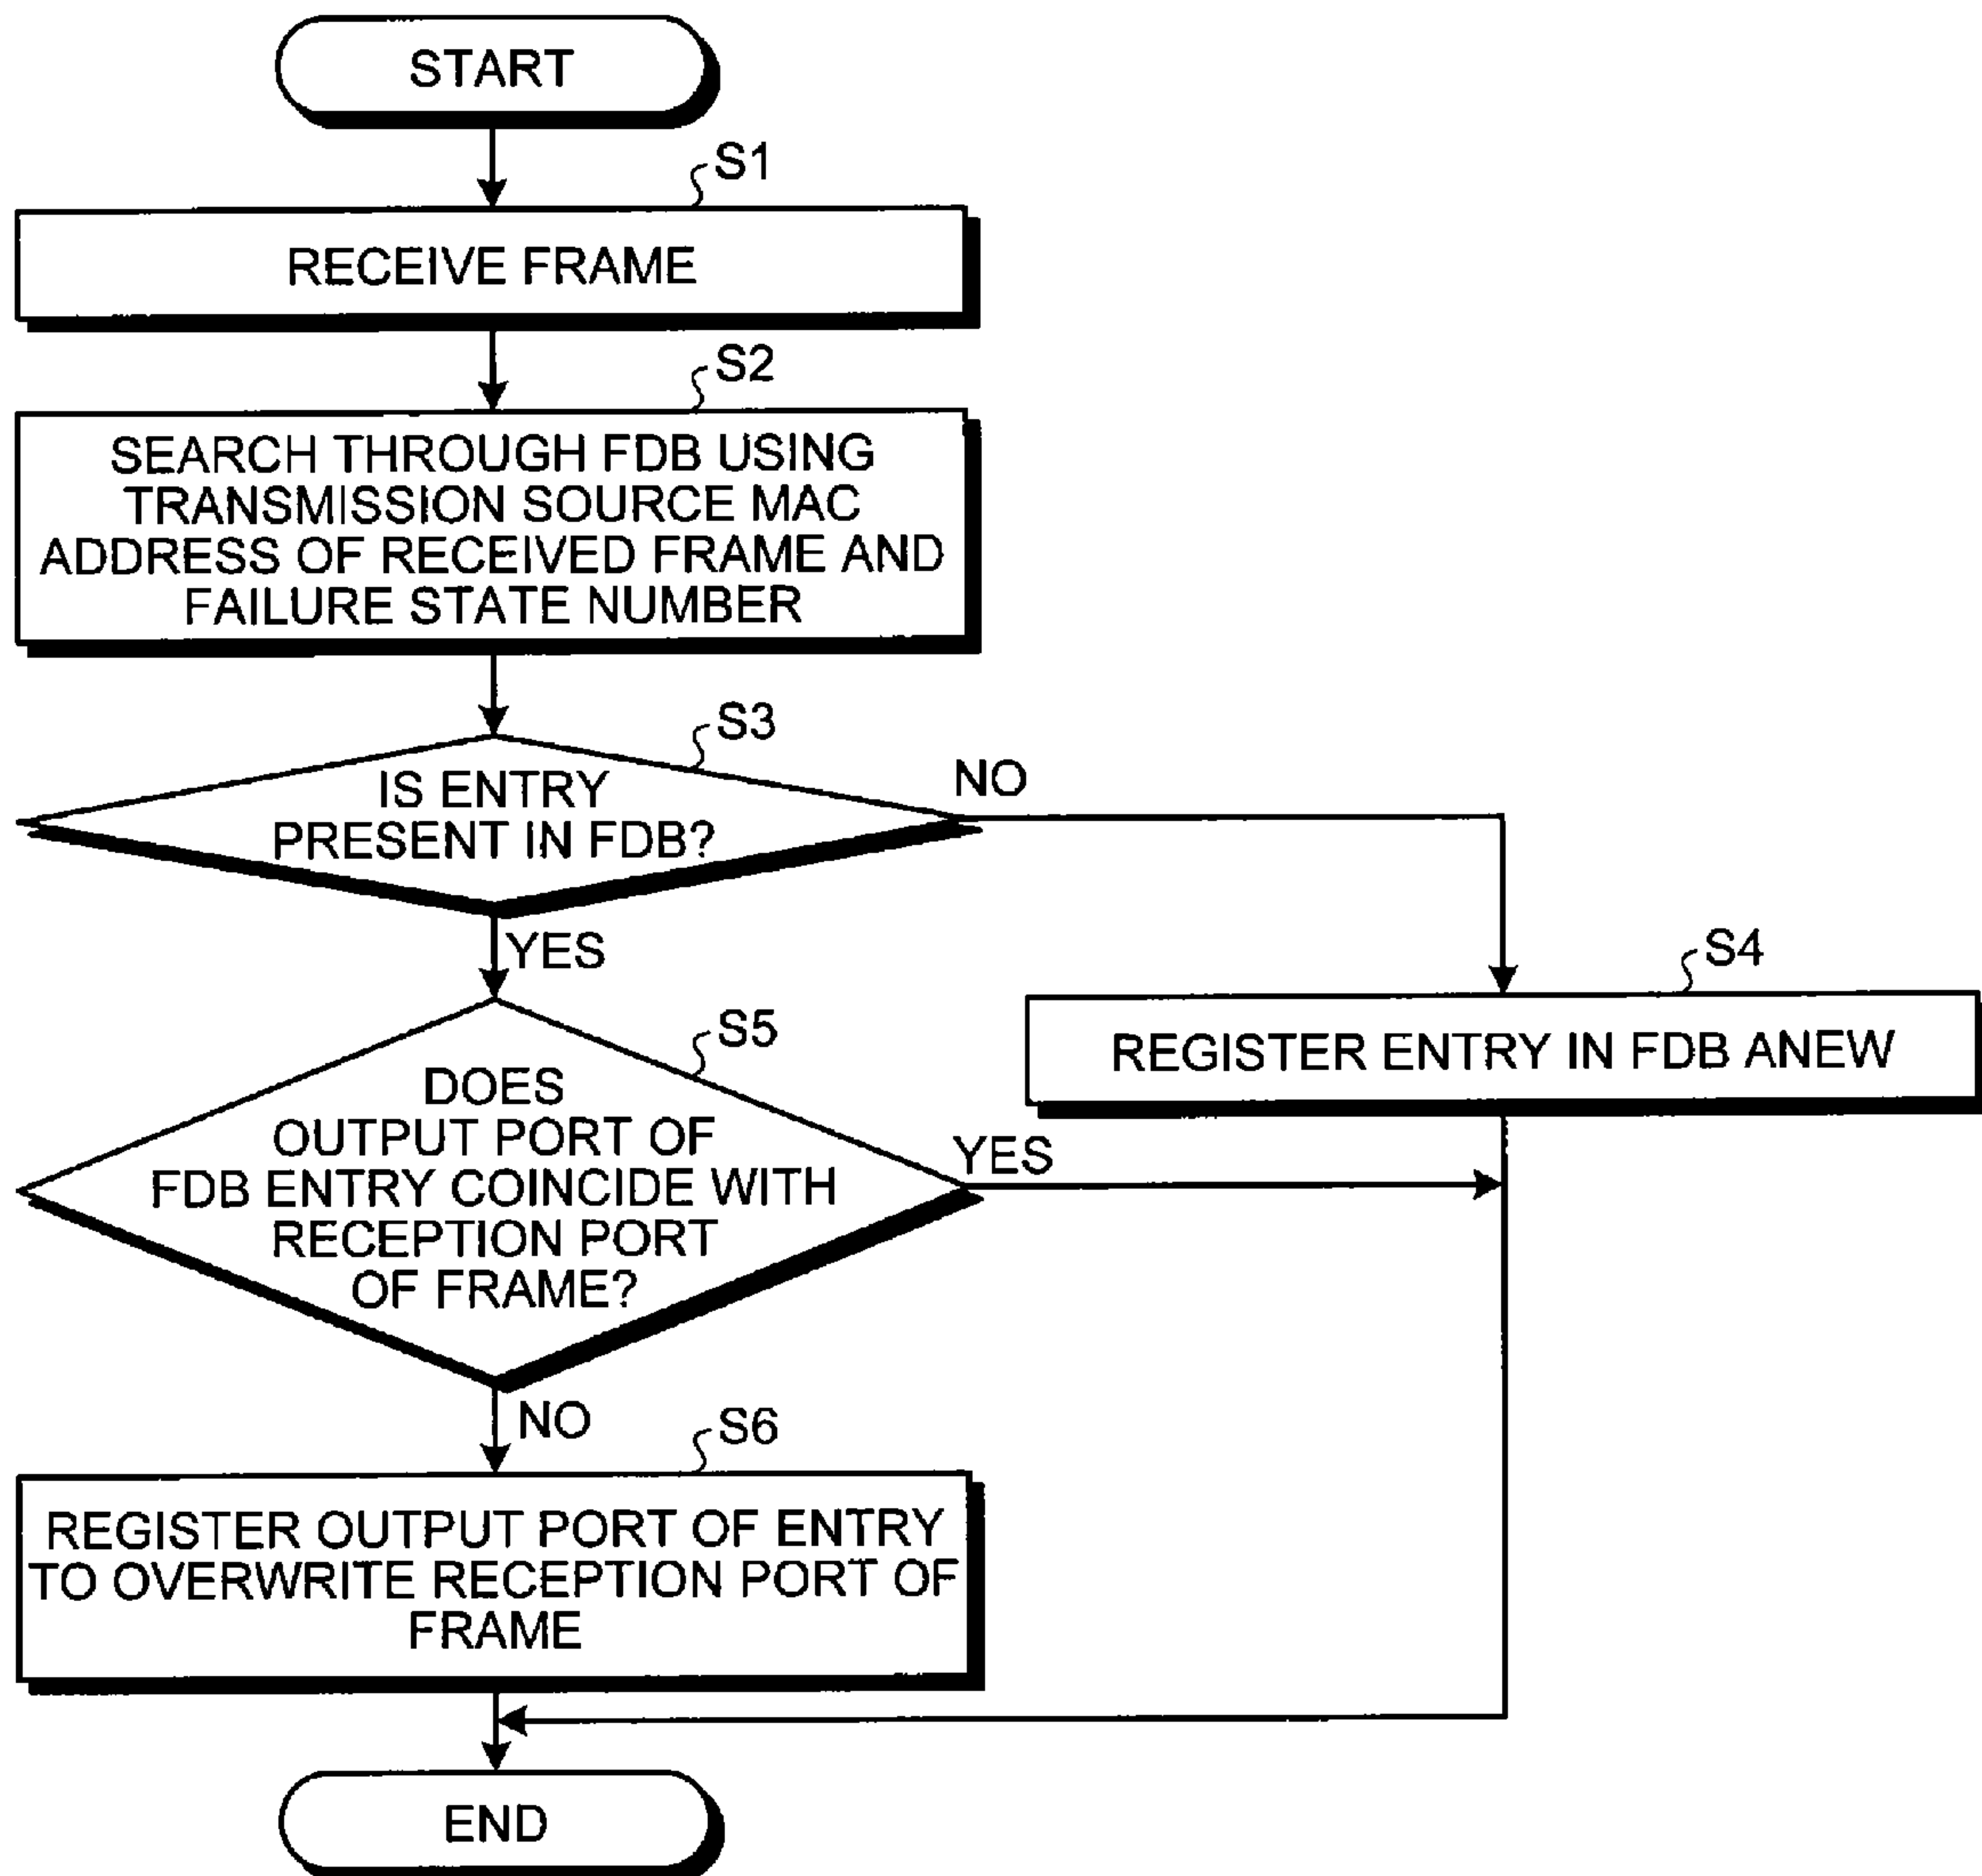 START
S1
RECEIVE FRAME
S2
SEARCH THROUGH FDB USING
TRANSMISSION SOURCE MAC
ADDRESS OF RECEIVED FRAME AND
FAILURE STATE NUMBER
S3
IS ENTRY
PRESENT IN FDB?
NO
YES
S4
REGISTER ENTRY IN FDB ANEW
S5
DOES
OUTPUT PORT OF
FDB ENTRY COINCIDE WITH
RECEPTION PORT
OF FRAME?
YES
NO
S6
REGISTER OUTPUT PORT OF ENTRY
TO OVERWRITE RECEPTION PORT OF
FRAME
END